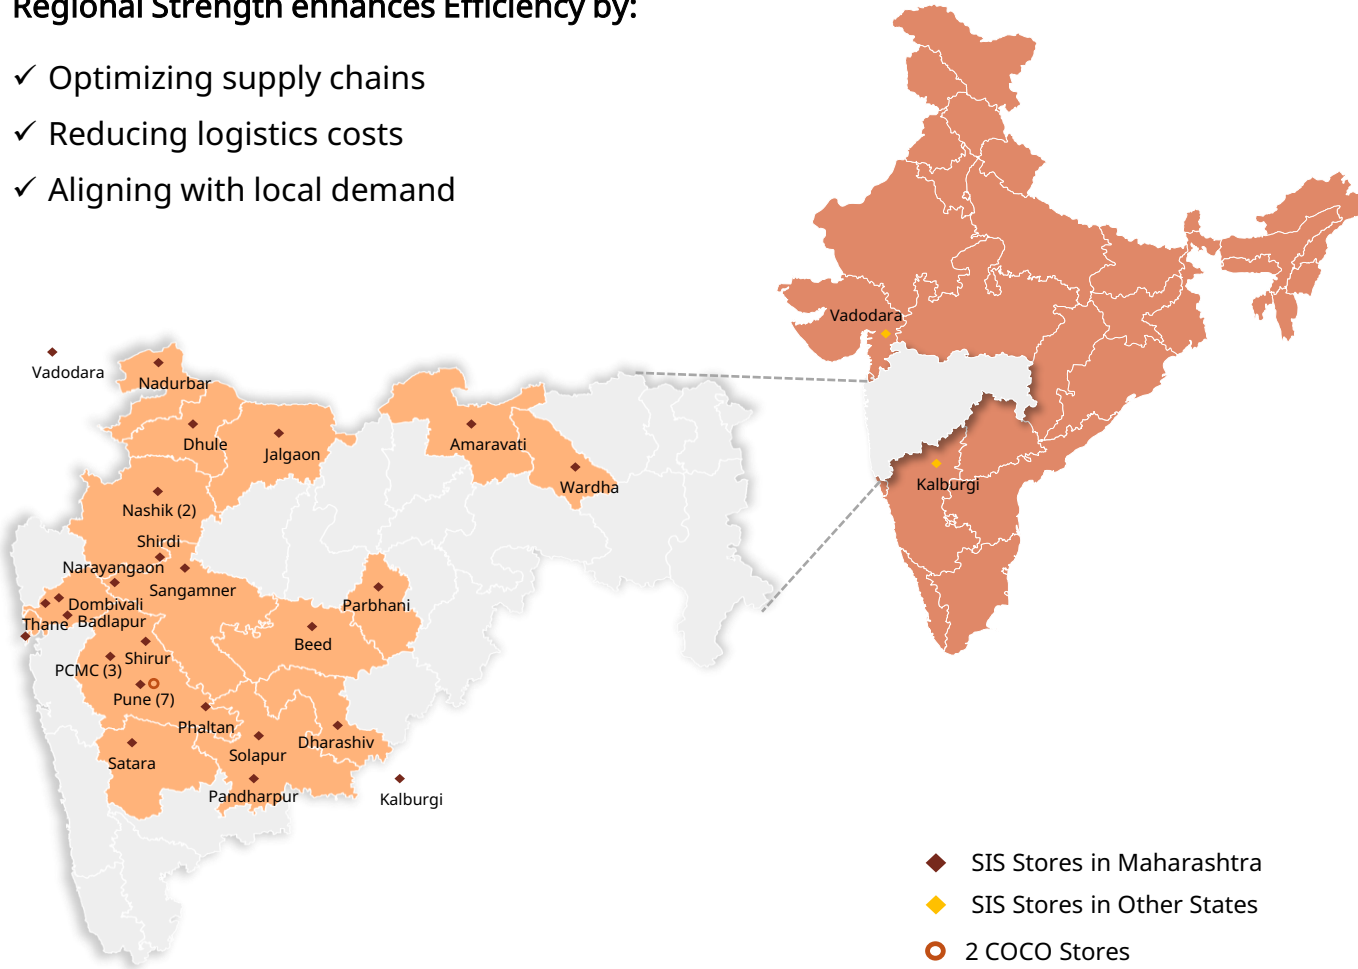 Regional Strength enhances Efficiency by:
✓ Optimizing supply chains
✓ Reducing logistics costs
✓ Aligning with local demand
Vadodara
Vadodara
Nadurbar
Dhule
Jalgaon
Amaravati
Wardha
Kalburgi
Nashik (2)
Shirdi
Narayangaon
Sangamner
Dombivali
Parbhani
Thane
Badlapur
Beed
Shirur
PCMC (3)
Pune (7)
Phaltan
Dharashiv
Solapur
Satara
Pandharpur
Kalburgi
SIS Stores in Maharashtra
SIS Stores in Other States
2 COCO Stores